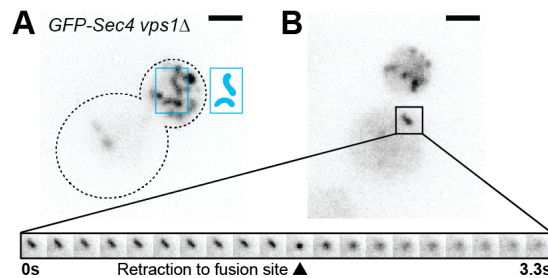 A GFP-Sec4 vps1Δ
B
0s Retraction to fusion site ▲ 3.3s